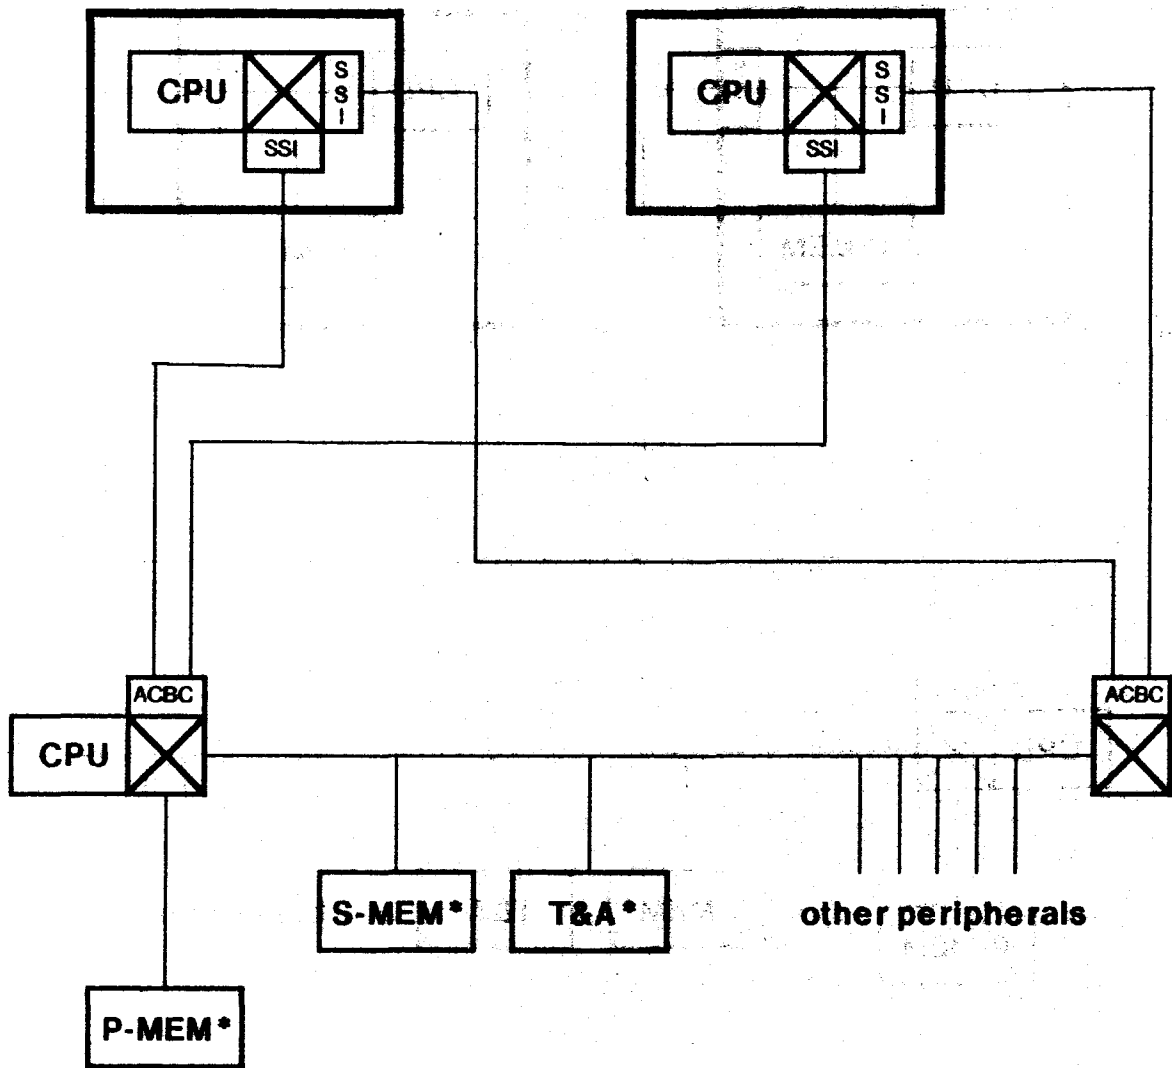 CPU
S
S
I
SSI
CPU
S
S
I
SSI
ACBC
CPU
ACBC
S-MEM*
T&A*
other peripherals
P-MEM*